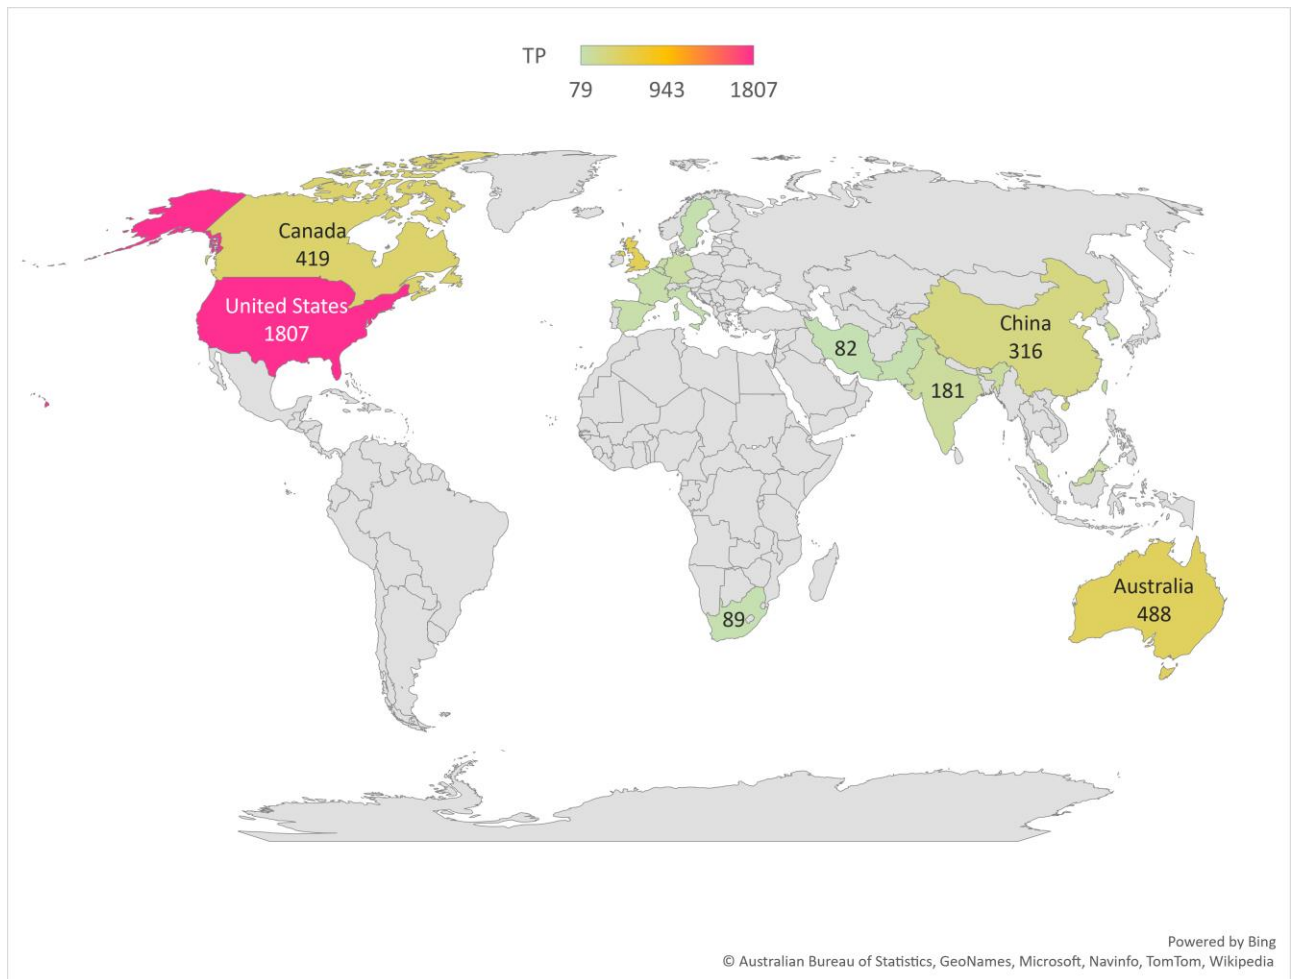 TP
79 943 1807
Canada
419
United States
1807
China
316
82
181
Australia
488
89
Powered by Bing
© Australian Bureau of Statistics, GeoNames, Microsoft, Navinfo, TomTom, Wikipedia